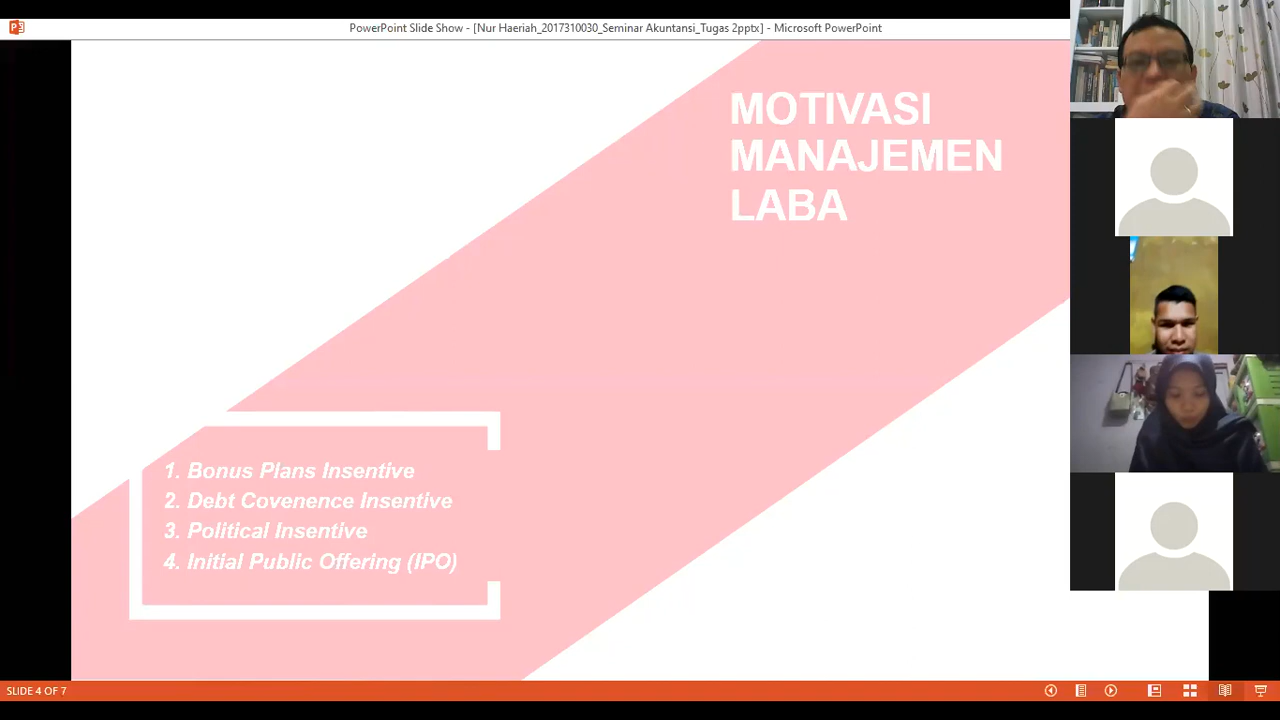 PowerPoint Slide Show - [Nur Haeriah_2017310030_Seminar Akuntansi_Tugas 2pptx] - Microsoft PowerPoint
MOTIVASI
MANAJEMEN
LABA
1. Bonus Plans Insentive
2. Debt Covenence Insentive
3. Political Insentive
4. Initial Public Offering (IPO)
SLIDE 4 OF 7